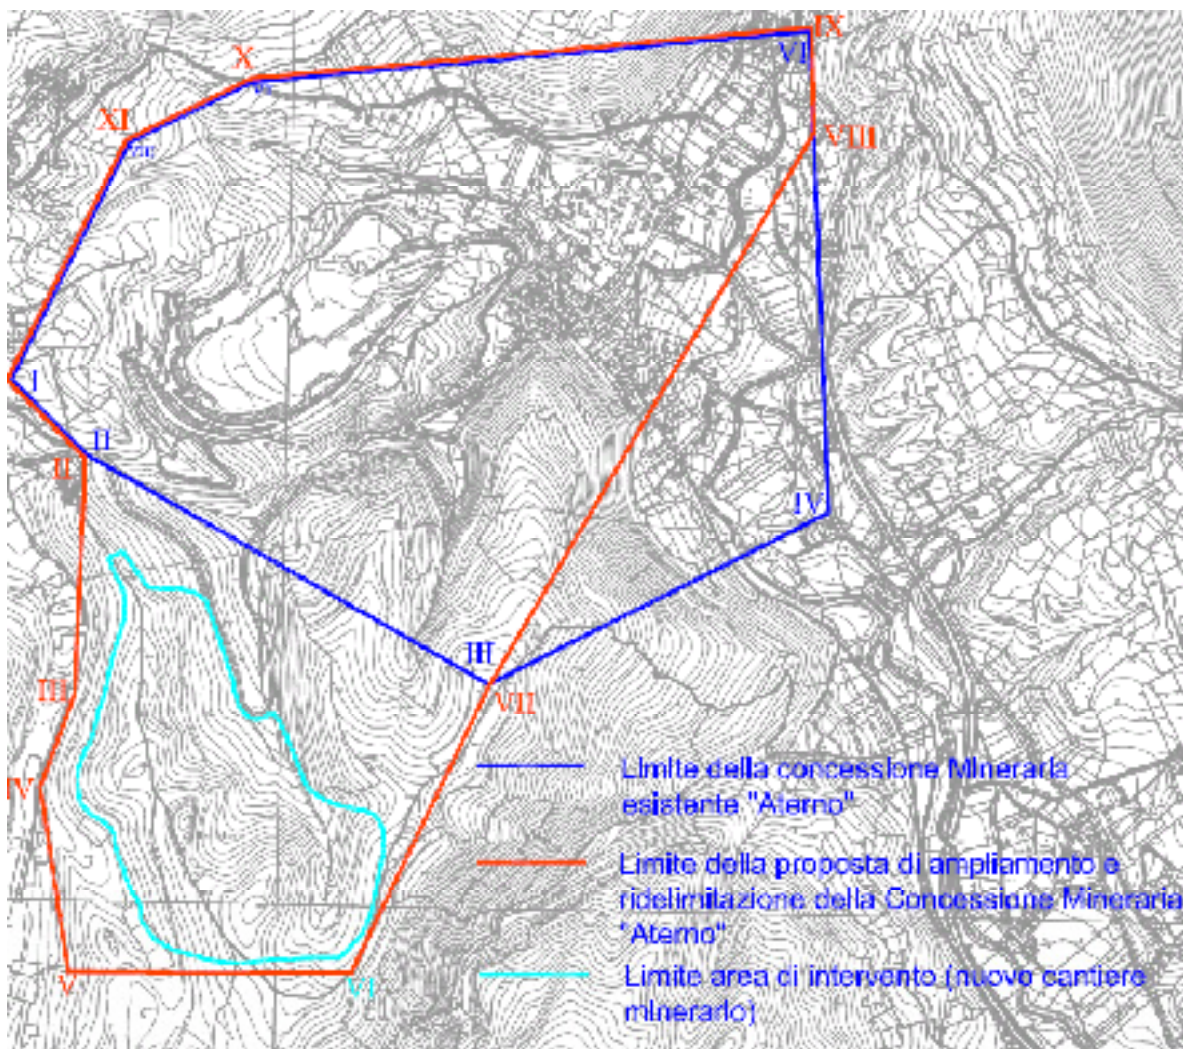 IX
X
VI
XI
VIII
I
II
II
IV
III
III
VII
IV
Limite della concessione Mineraria
esistente "Aterno"
Limite della proposta di ampliamento e
ridelimitazione della Concessione Mineraria
"Aterno"
V
VI
Limite area di intervento (nuovo cantiere
minerario)